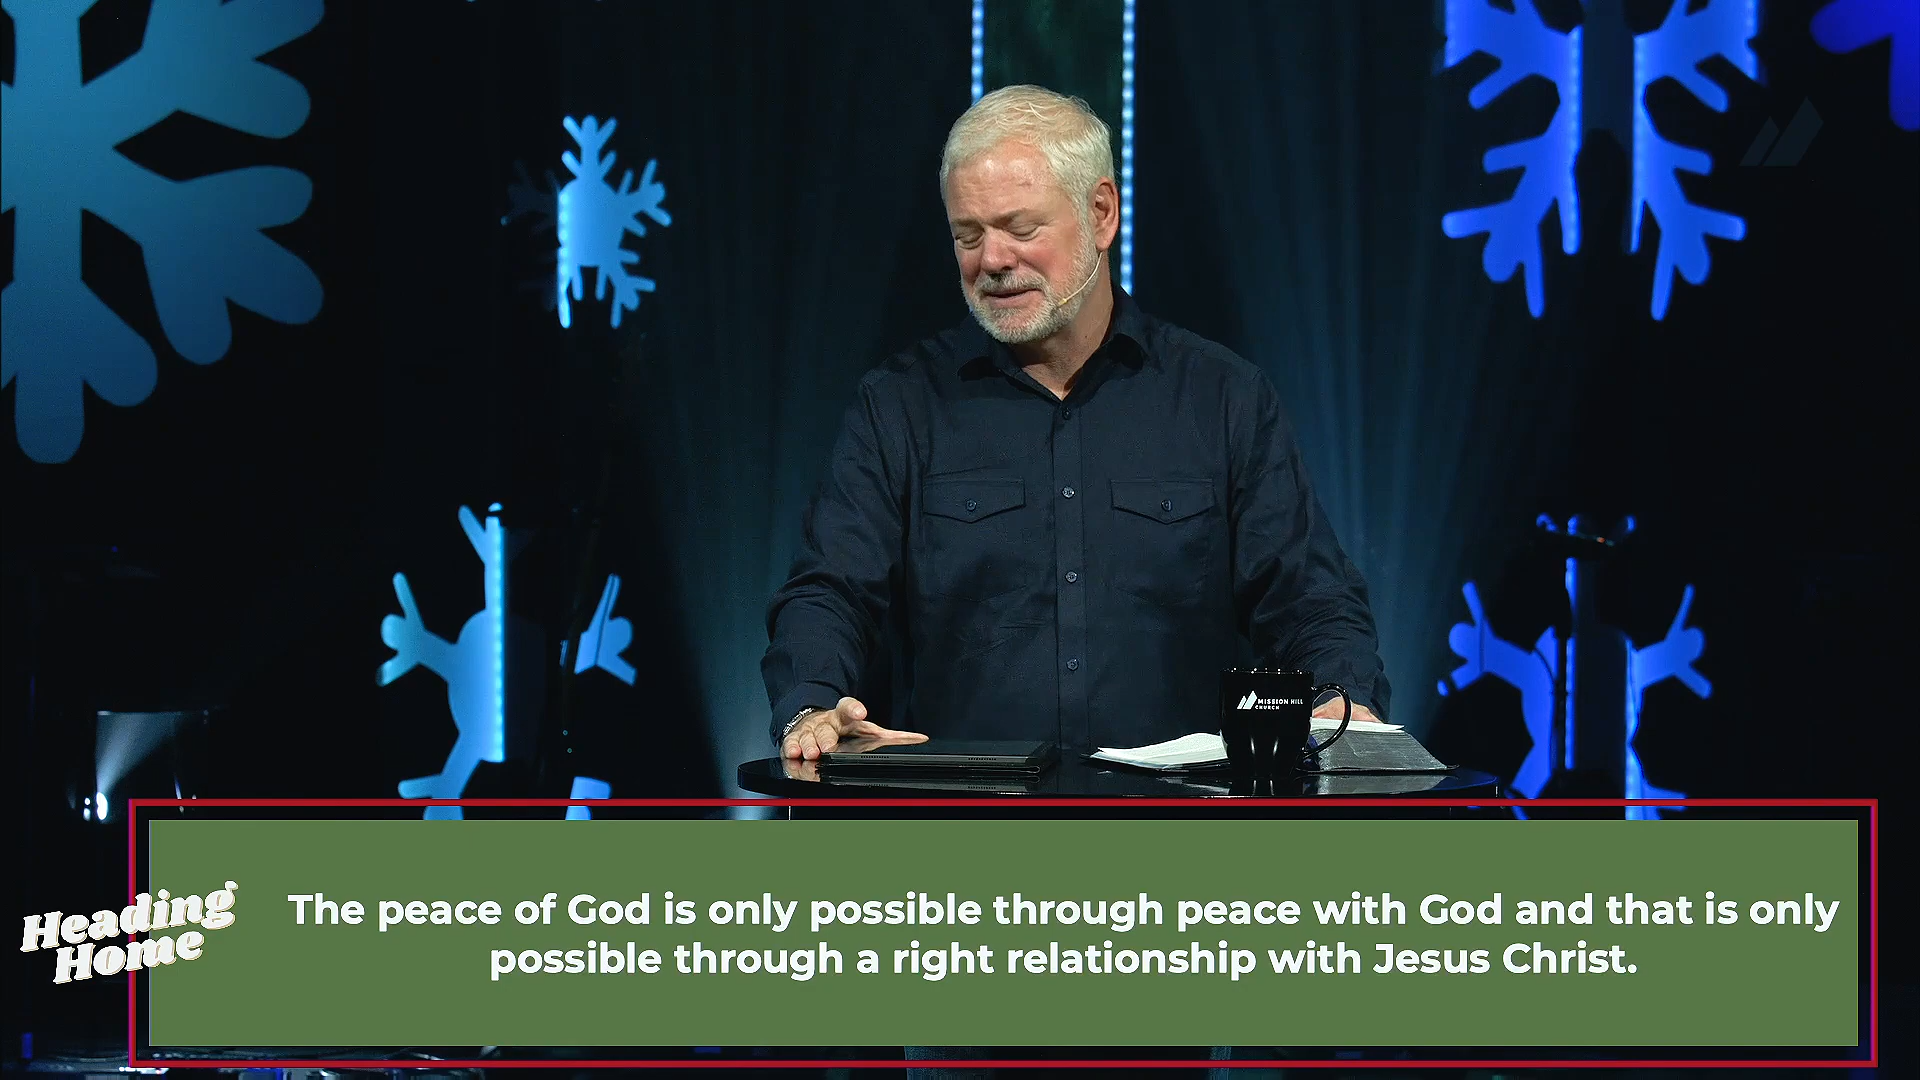 MISSION HILL
CHURCH
Heading
Home
The peace of God is only possible through peace with God and that is only
possible through a right relationship with Jesus Christ.